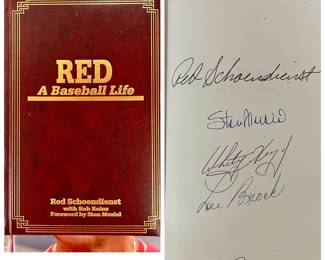 RED
A Baseball Life
Red Schoendienst
with Rob Rains
Foreword by Stan Musial
Red Schoendienst
Stan Musial
Whitey Herzog
Lou Brock